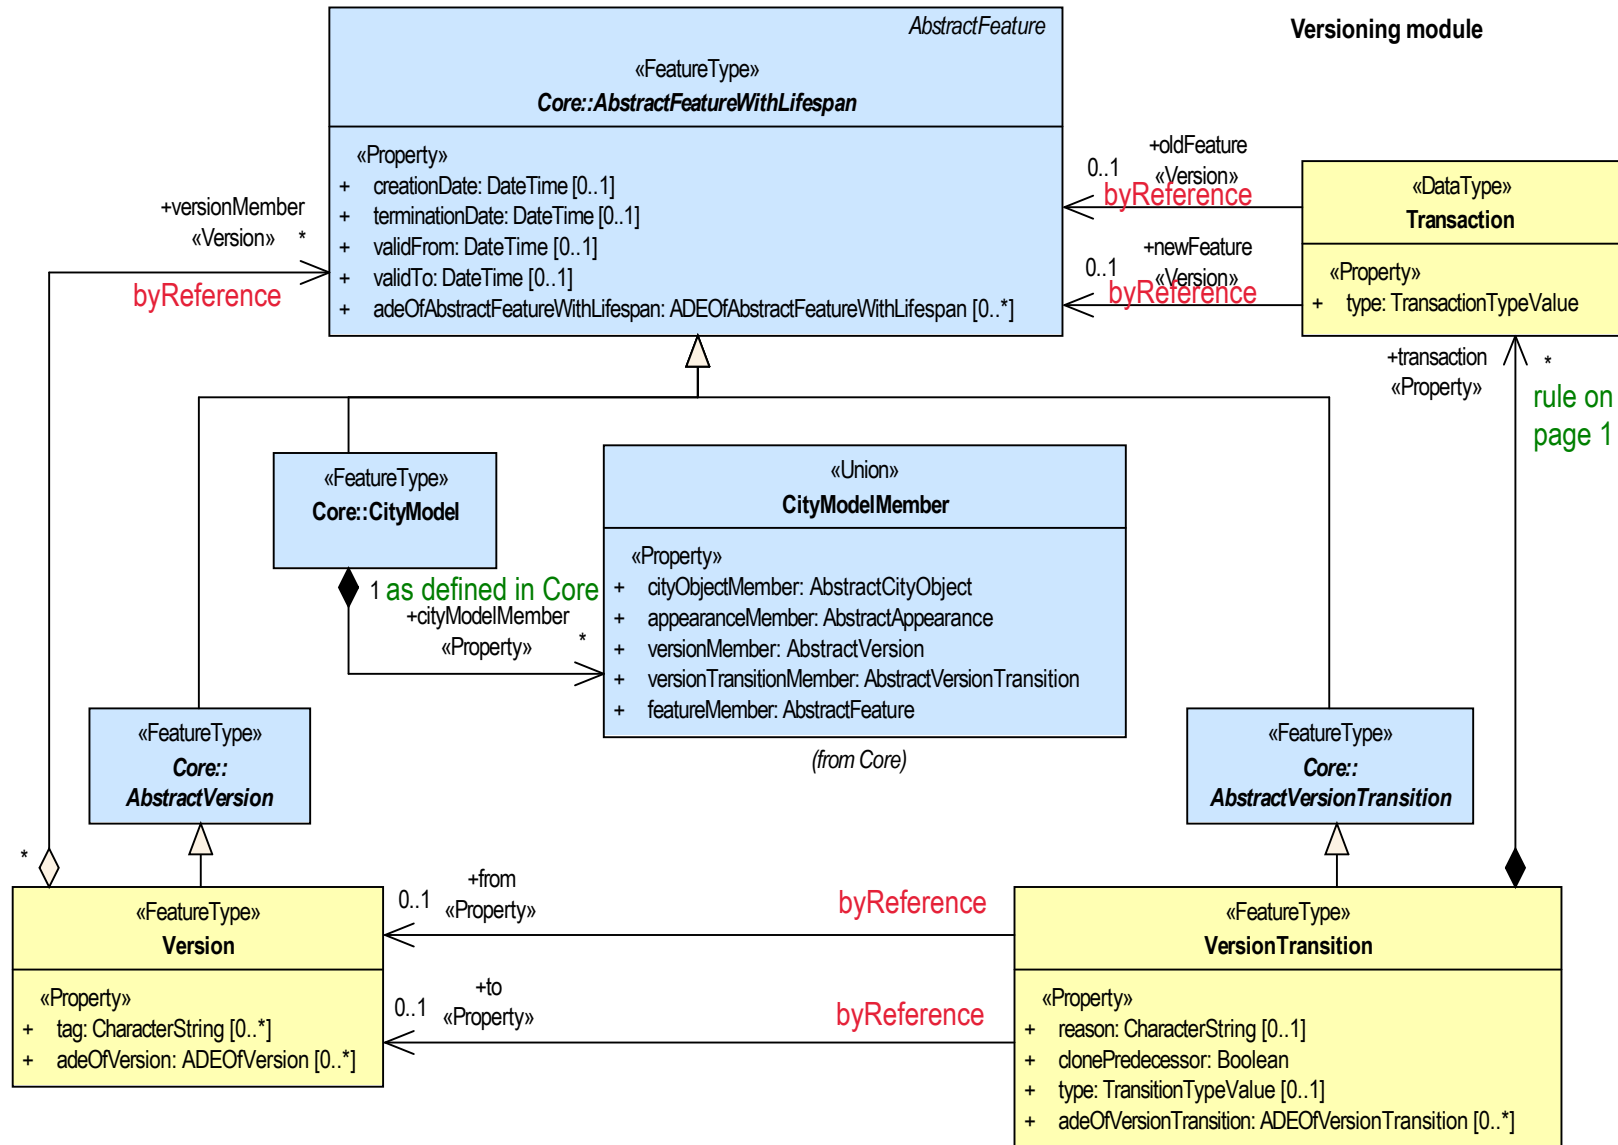 AbstractFeature
«FeatureType»
Core::AbstractFeatureWithLifespan
«Property»
+ creationDate: DateTime [0..1]
+ terminationDate: DateTime [0..1]
+ validFrom: DateTime [0..1]
+ validTo: DateTime [0..1]
+ adeOfAbstractFeatureWithLifespan: ADEOfAbstractFeatureWithLifespan [0..*]
Versioning module
+oldFeature
0..1 «Version»
byReference
+newFeature
0..1 «Version»
byReference
«DataType»
Transaction
«Property»
+ type: TransactionTypeValue
+versionMember
«Version» *
byReference
+transaction *
«Property»
rule on
page 1
«FeatureType»
Core::CityModel
1 as defined in Core
+cityModelMember
«Property» *
«Union»
CityModelMember
«Property»
+ cityObjectMember: AbstractCityObject
+ appearanceMember: AbstractAppearance
+ versionMember: AbstractVersion
+ versionTransitionMember: AbstractVersionTransition
+ featureMember: AbstractFeature
(from Core)
«FeatureType»
Core::
AbstractVersion
«FeatureType»
Core::
AbstractVersionTransition
*
«FeatureType»
Version
«Property»
+ tag: CharacterString [0..*]
+ adeOfVersion: ADEOfVersion [0..*]
+from
0..1 «Property»
byReference
+to
0..1 «Property»
byReference
«FeatureType»
VersionTransition
«Property»
+ reason: CharacterString [0..1]
+ clonePredecessor: Boolean
+ type: TransitionTypeValue [0..1]
+ adeOfVersionTransition: ADEOfVersionTransition [0..*]